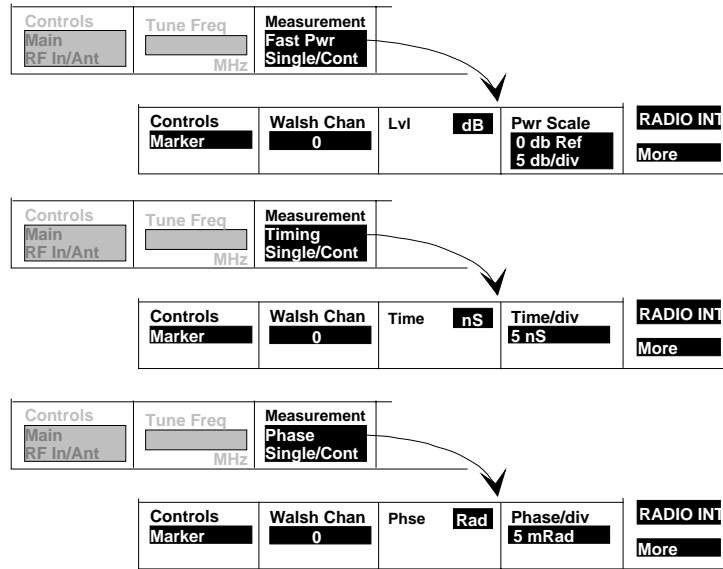 Controls Tune Freq Measurement
Main Fast Pwr
RF In/Ant MHz Single/Cont
Controls Walsh Chan Lvl dB Pwr Scale RADIO INT
Marker 0 0 db Ref
5 db/div More
Controls Tune Freq Measurement
Main Timing
RF In/Ant MHz Single/Cont
Controls Walsh Chan Time nS Time/div RADIO INT
Marker 0 5 nS
More
Controls Tune Freq Measurement
Main Phase
RF In/Ant MHz Single/Cont
Controls Walsh Chan Phse Rad Phase/div RADIO INT
Marker 0 5 mRad
More